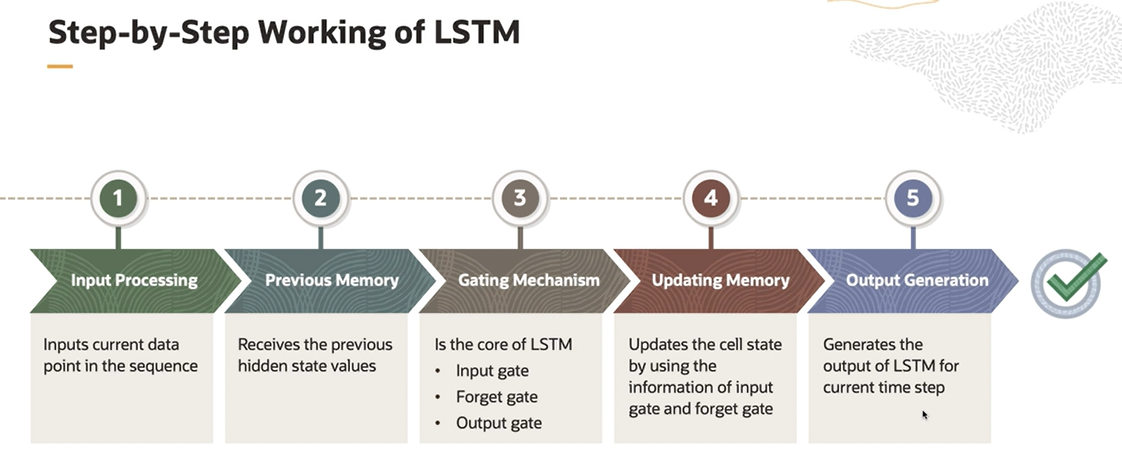 Step-by-Step Working of LSTM
1
2
3
4
5
Input Processing
Previous Memory
Gating Mechanism
Updating Memory
Output Generation
Inputs current data
point in the sequence
Receives the previous
hidden state values
Is the core of LSTM
• Input gate
• Forget gate
• Output gate
Updates the cell state
by using the
information of input
gate and forget gate
Generates the
output of LSTM for
current time step